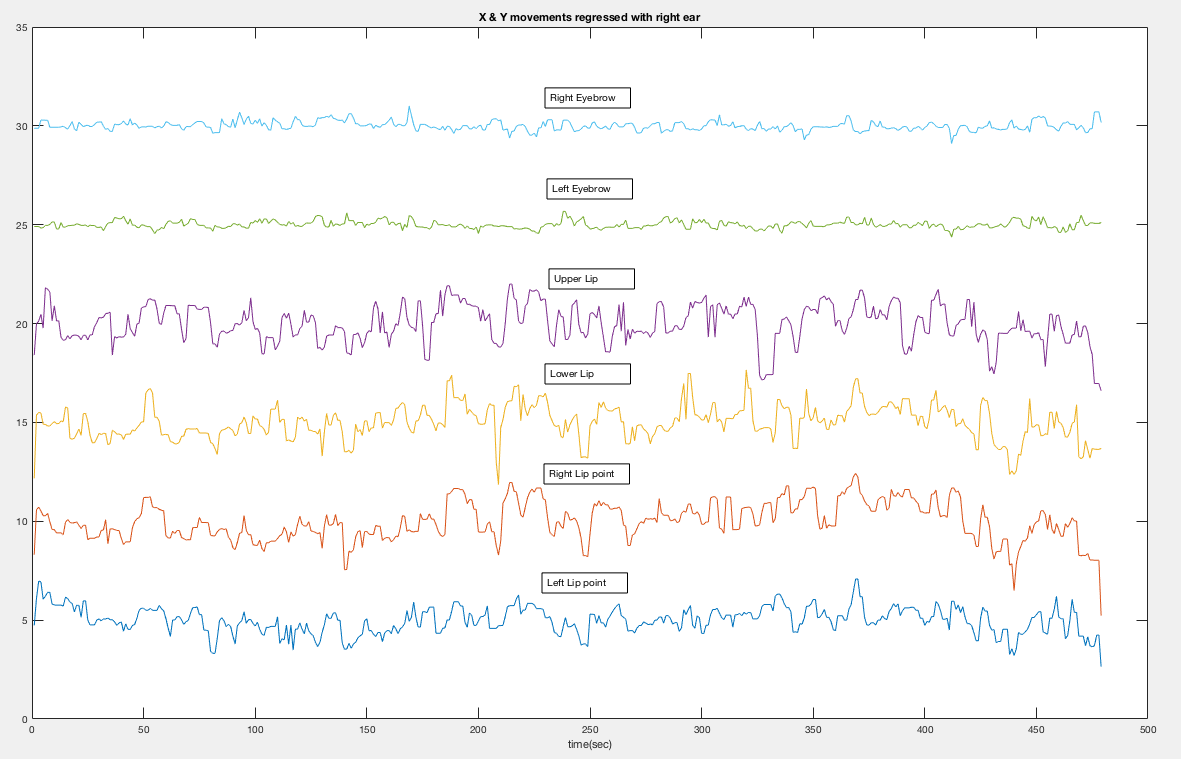 X & Y movements regressed with right ear
35
30
25
20
15
10
5
0
Right Eyebrow
Left Eyebrow
Upper Lip
Lower Lip
Right Lip point
Left Lip point
0 50 100 150 200 250 300 350 400 450 500
time(sec)